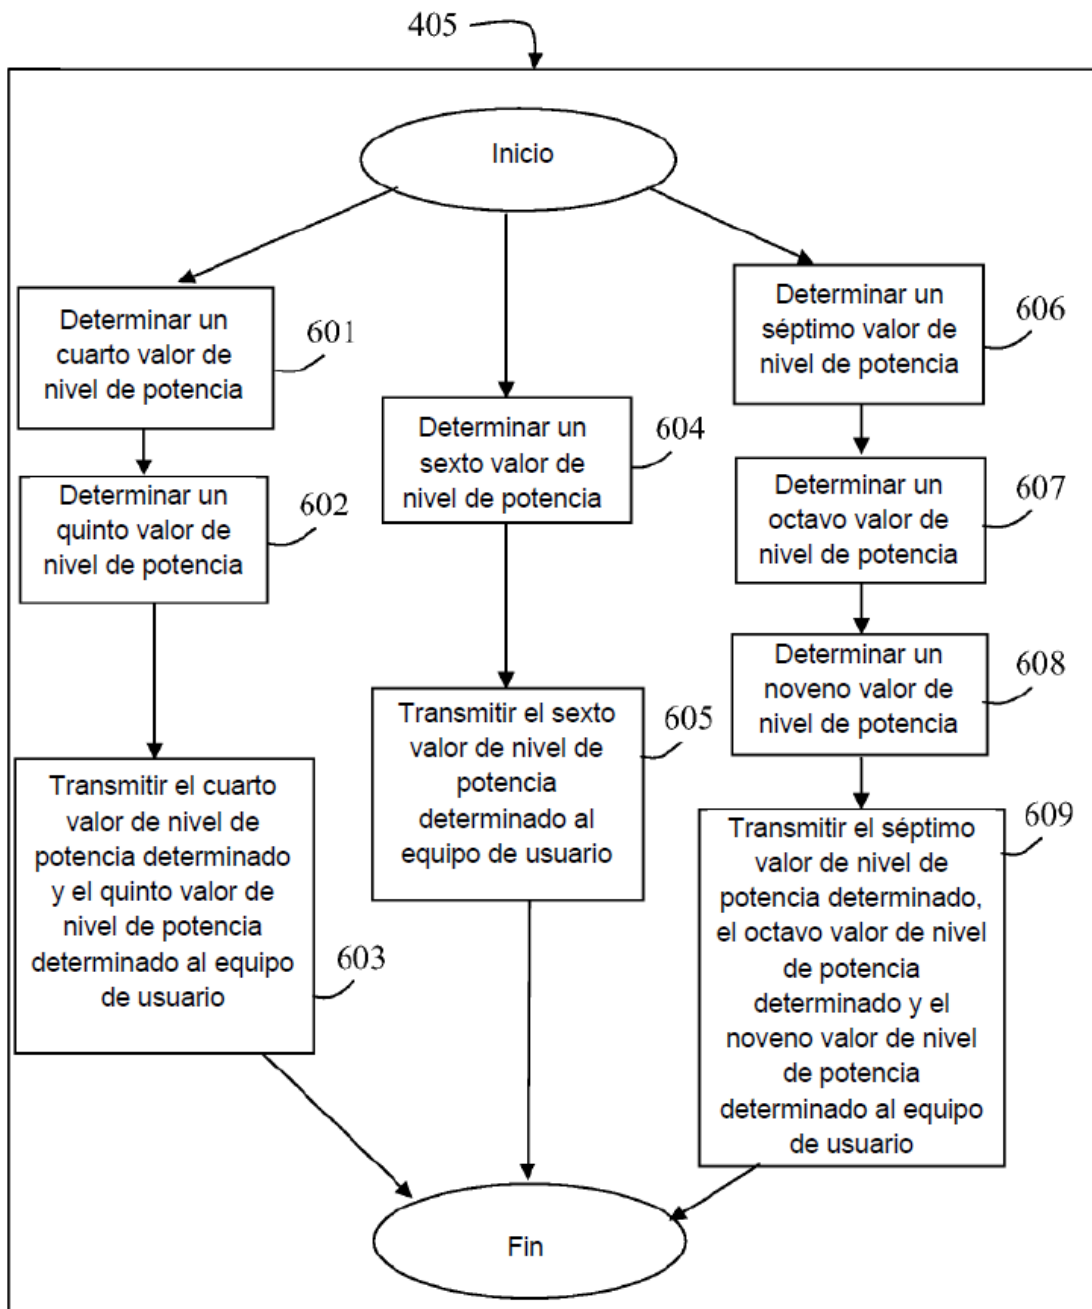 405
Inicio
Determinar un
cuarto valor de
nivel de potencia
601
Determinar un
quinto valor de
nivel de potencia
602
Transmitir el cuarto
valor de nivel de
potencia determinado
y el quinto valor de
nivel de potencia
determinado al equipo
de usuario
603
Determinar un
sexto valor de
nivel de potencia
604
Transmitir el sexto
valor de nivel de
potencia
determinado al
equipo de usuario
605
Determinar un
séptimo valor de
nivel de potencia
606
Determinar un
octavo valor de
nivel de potencia
607
Determinar un
noveno valor de
nivel de potencia
608
Transmitir el séptimo
valor de nivel de
potencia determinado,
el octavo valor de nivel
de potencia
determinado y el
noveno valor de nivel
de potencia
determinado al equipo
de usuario
609
Fin